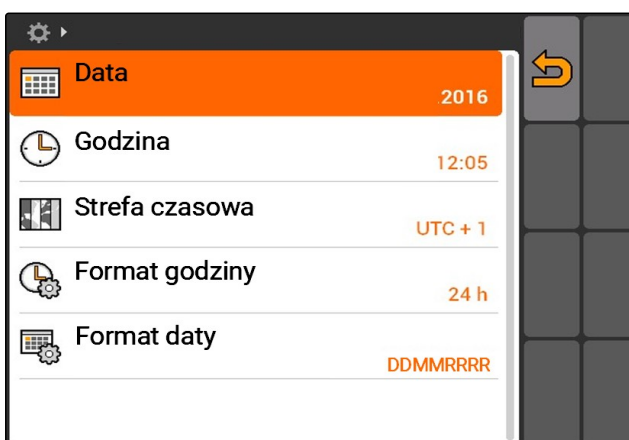 Data
2016
Godzina
12:05
Strefa czasowa
UTC + 1
Format godziny
24 h
Format daty
DDMMRRRR